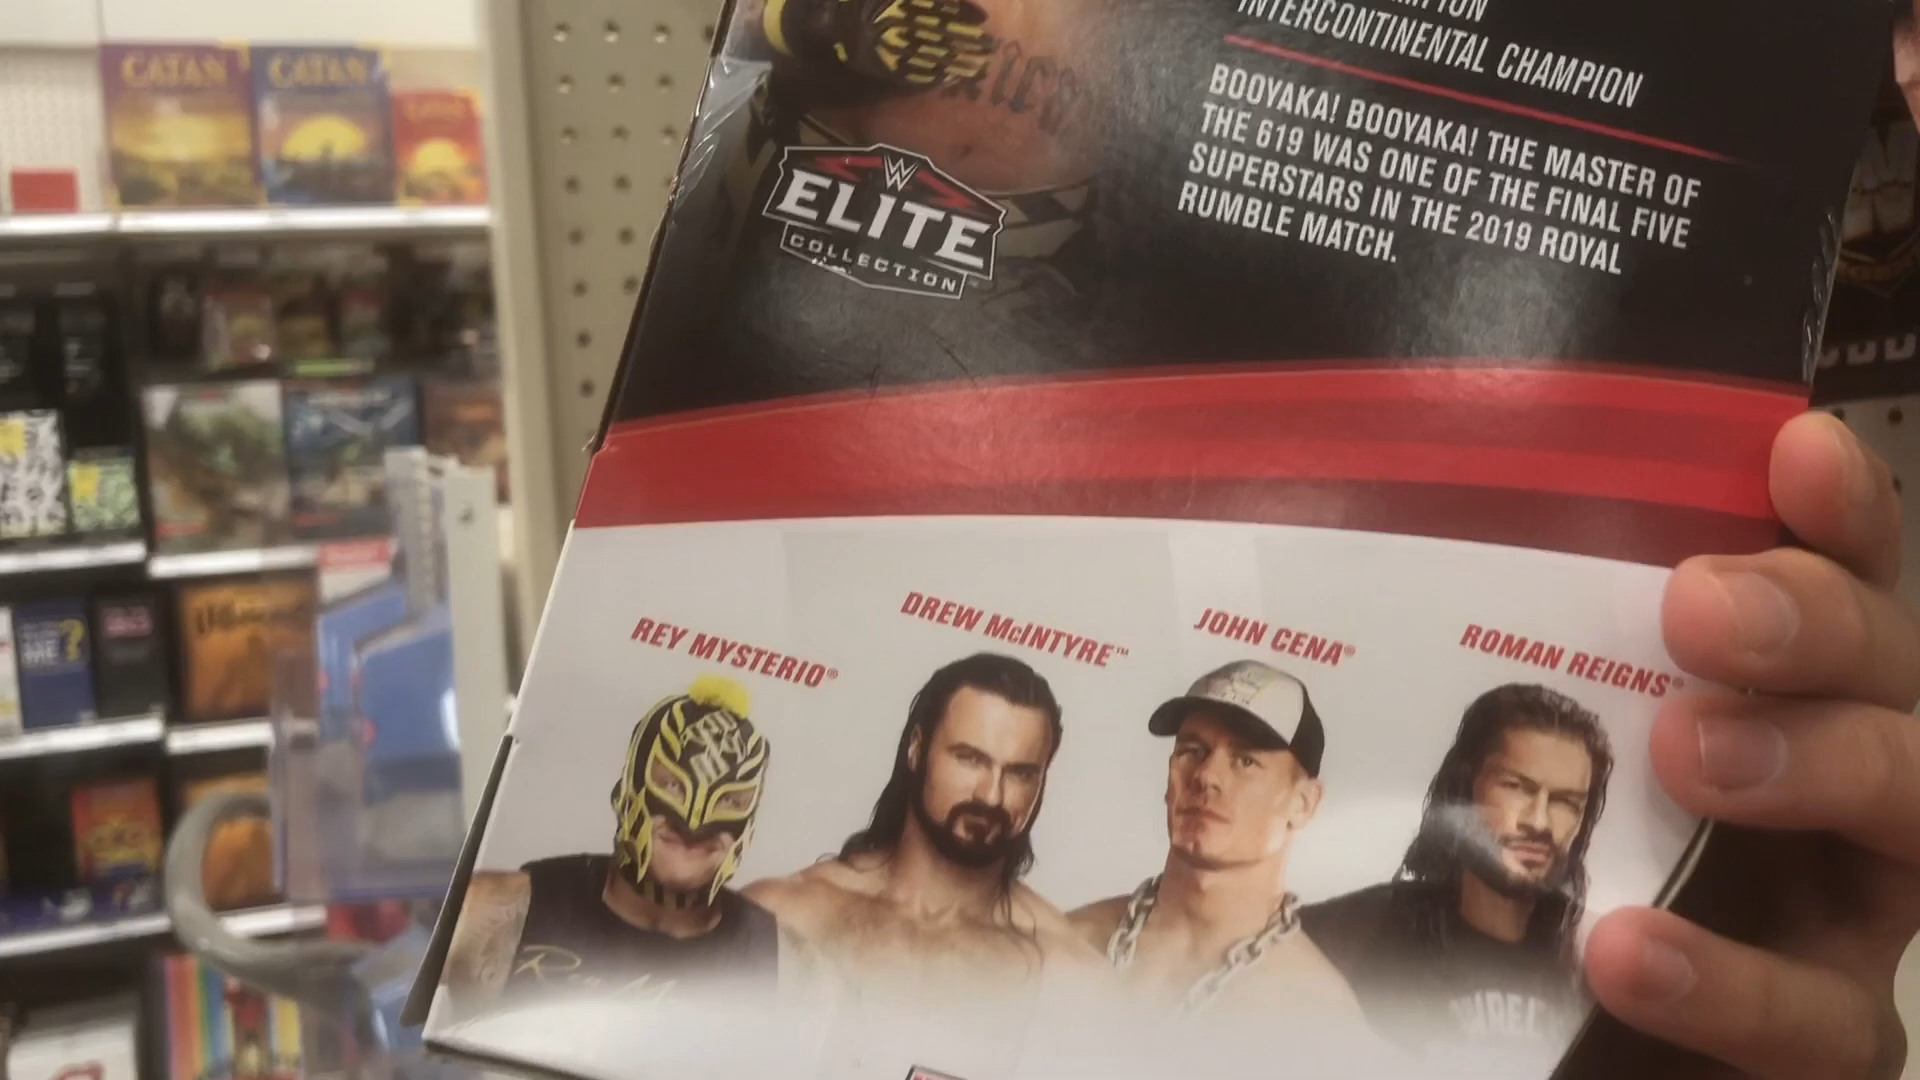 CATAN
CATAN
INTERCONTINENTAL CHAMPION
BOOYAKA! BOOYAKA! THE MASTER OF
THE 619 WAS ONE OF THE FINAL FIVE
SUPERSTARS IN THE 2019 ROYAL
RUMBLE MATCH.
W
ELITE
COLLECTION
REY MYSTERIO®
DREW McINTYRE™
JOHN CENA®
ROMAN REIGNS®